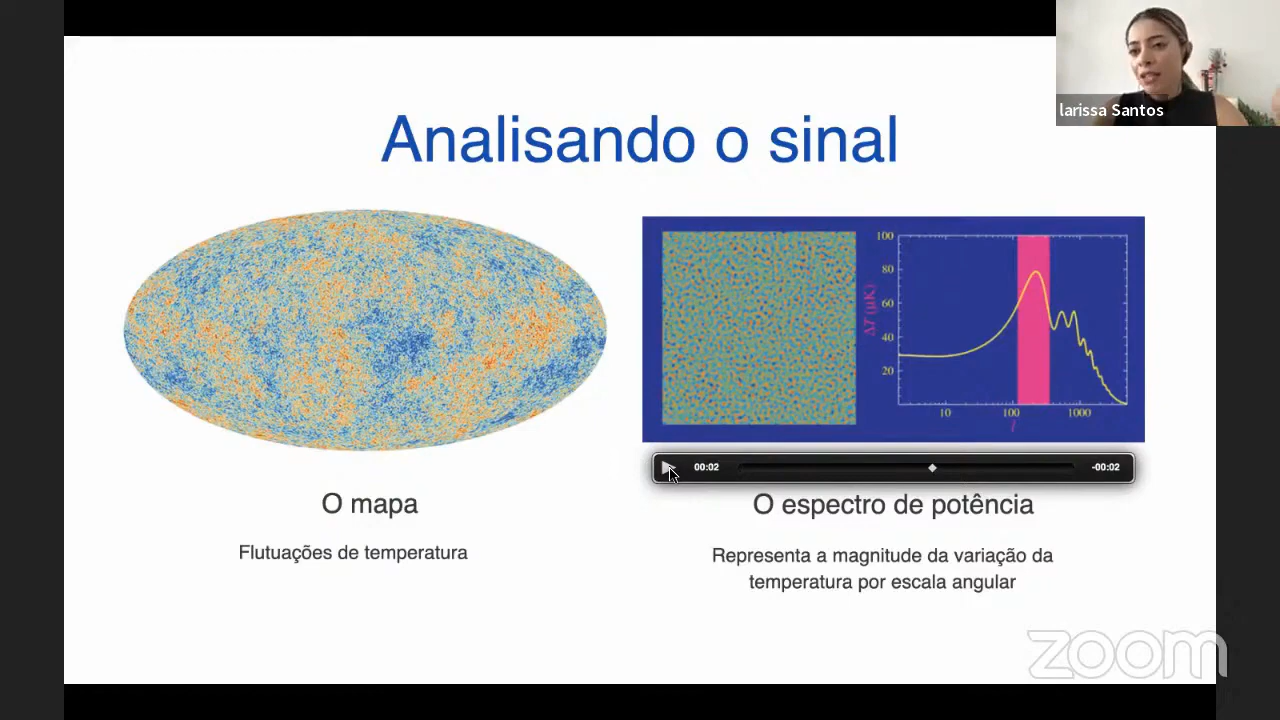 larissa Santos
Analisando o sinal
100
80
60
40
20
ΔT (μK)
10
100
1000
l
00:02
-00:02
O mapa
O espectro de potência
Flutuações de temperatura
Representa a magnitude da variação da
temperatura por escala angular
zoom